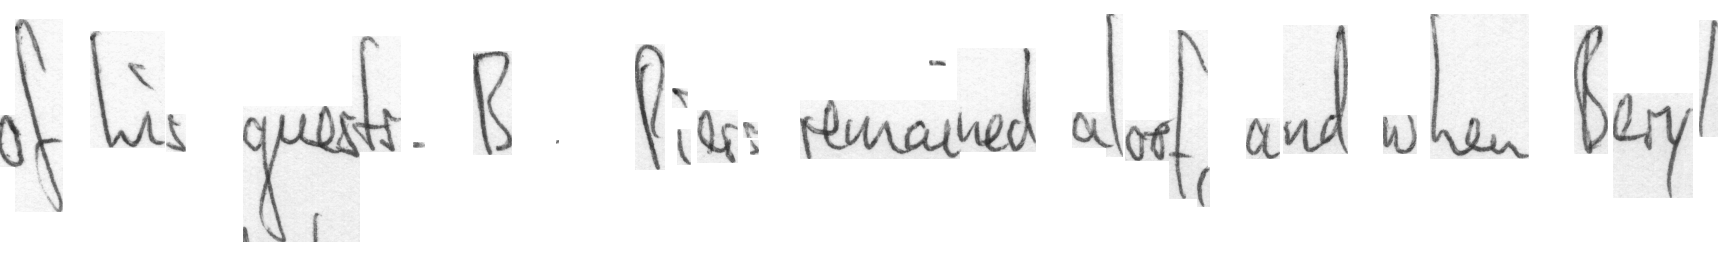 of his guests. B. Piers remained aloof, and when Beryl